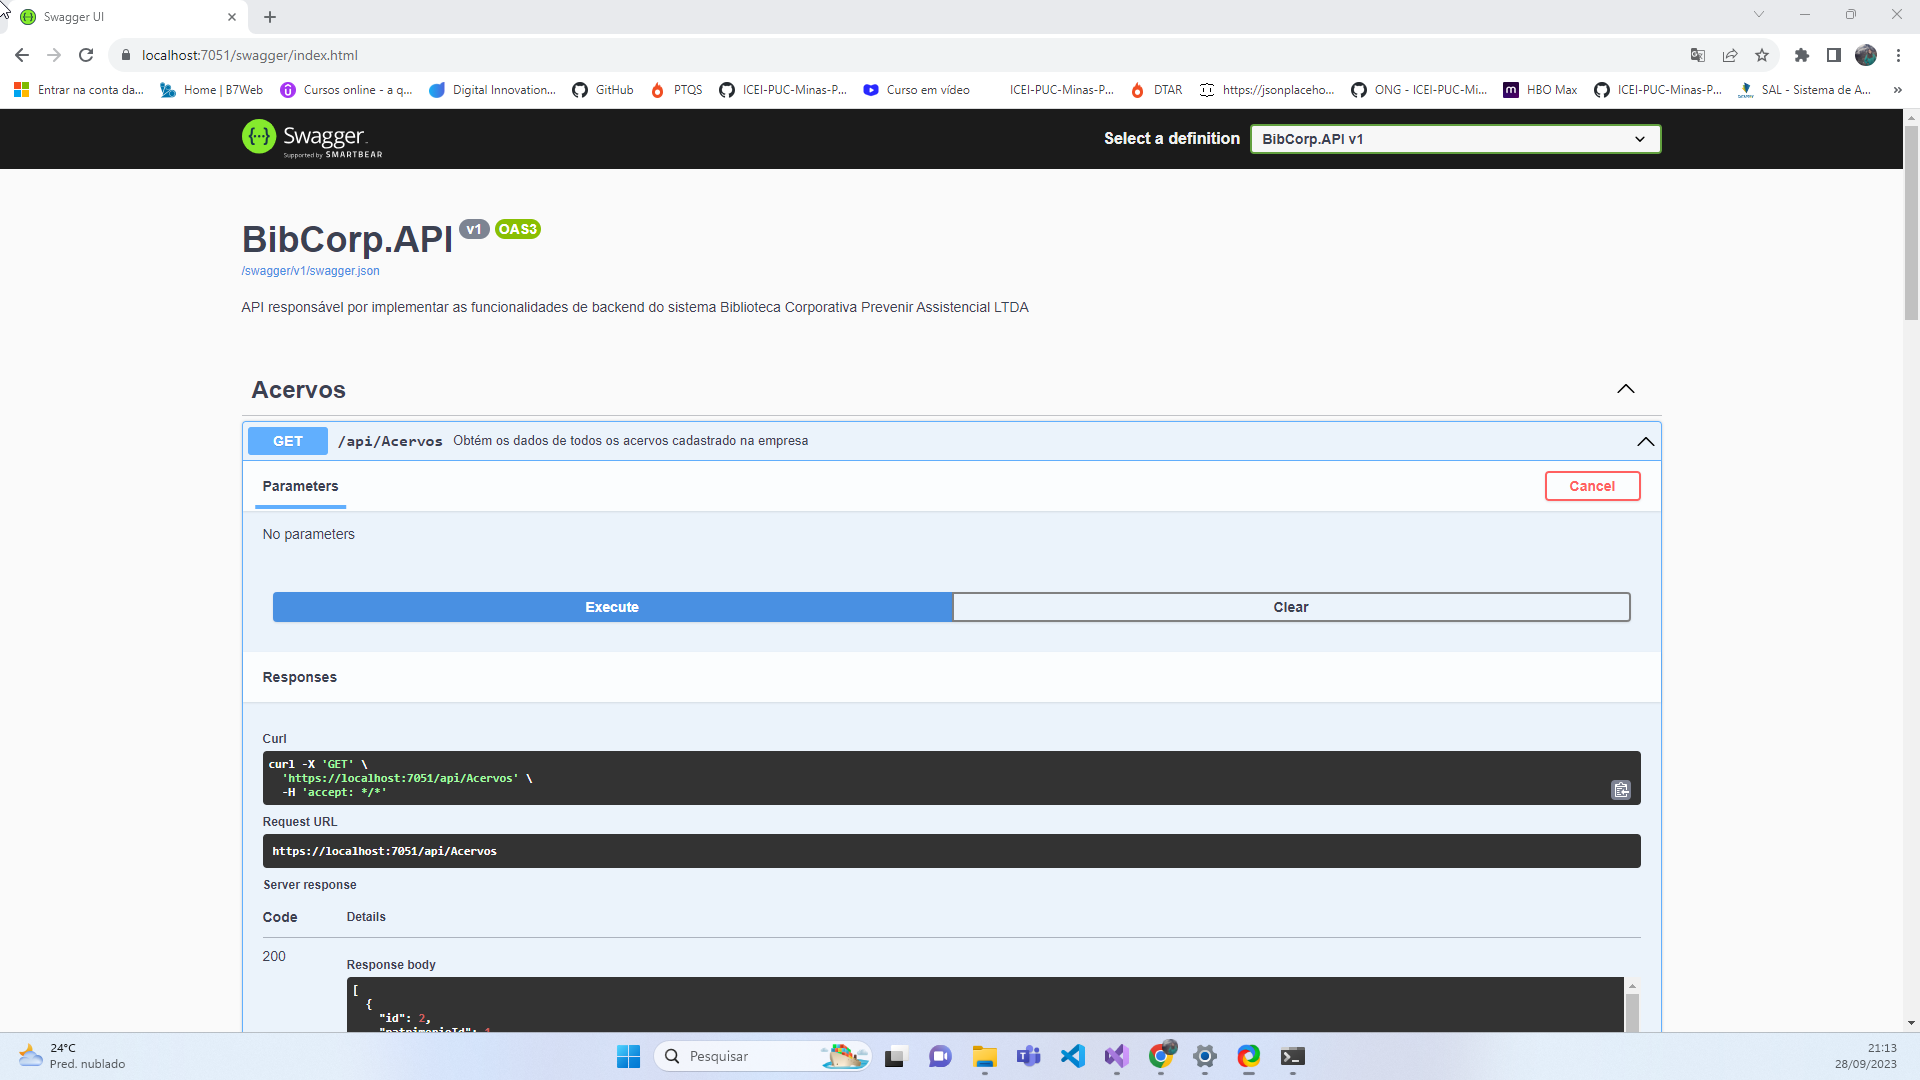 Swagger UI
localhost:7051/swagger/index.html
Entrar na conta da...
Home | B7Web
Cursos online - a q...
Digital Innovation...
GitHub
PTQS
ICEI-PUC-Minas-P...
Curso em vídeo
ICEI-PUC-Minas-P...
DTAR
https://jsonplaceho...
ONG - ICEI-PUC-Mi...
HBO Max
ICEI-PUC-Minas-P...
SAL - Sistema de A...
Swagger
Supported by SMARTBEAR
Select a definition
BibCorp.API v1
BibCorp.API v1 OAS3
/swagger/v1/swagger.json
API responsável por implementar as funcionalidades de backend do sistema Biblioteca Corporativa Prevenir Assistencial LTDA
Acervos
GET /api/Acervos Obtém os dados de todos os acervos cadastrado na empresa
Parameters
Cancel
No parameters
Execute
Clear
Responses
Curl
curl -X 'GET' \
'https://localhost:7051/api/Acervos' \
-H 'accept: */*'
Request URL
https://localhost:7051/api/Acervos
Server response
Code Details
200
Response body
[
{
"id": 2,
"patrimonioId": 1
24°C
Pred. nublado
Pesquisar
21:13
28/09/2023